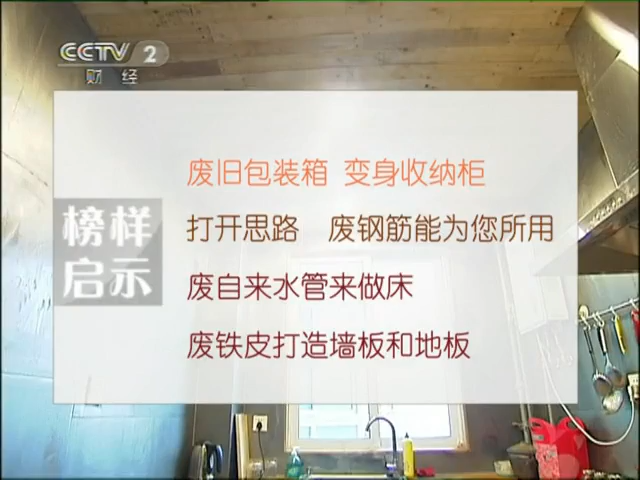 CCTV 2
财 经
废旧包装箱 变身收纳柜
打开思路 废钢筋能为您所用
榜样
启示
废自来水管来做床
废铁皮打造墙板和地板